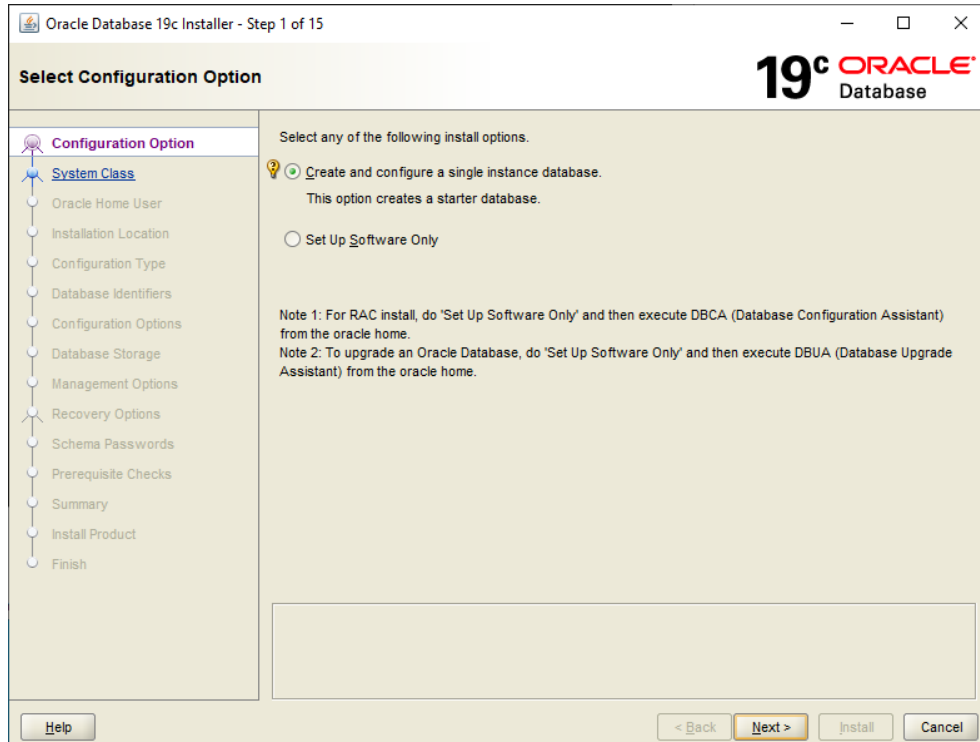 Oracle Database 19c Installer - Step 1 of 15
Select Configuration Option
19c ORACLE
Database
Configuration Option
System Class
Oracle Home User
Installation Location
Configuration Type
Database Identifiers
Configuration Options
Database Storage
Management Options
Recovery Options
Schema Passwords
Prerequisite Checks
Summary
Install Product
Finish
Select any of the following install options.
Create and configure a single instance database.
This option creates a starter database.
Set Up Software Only
Note 1: For RAC install, do 'Set Up Software Only' and then execute DBCA (Database Configuration Assistant)
from the oracle home.
Note 2: To upgrade an Oracle Database, do 'Set Up Software Only' and then execute DBUA (Database Upgrade
Assistant) from the oracle home.
Help
< Back
Next >
Install
Cancel